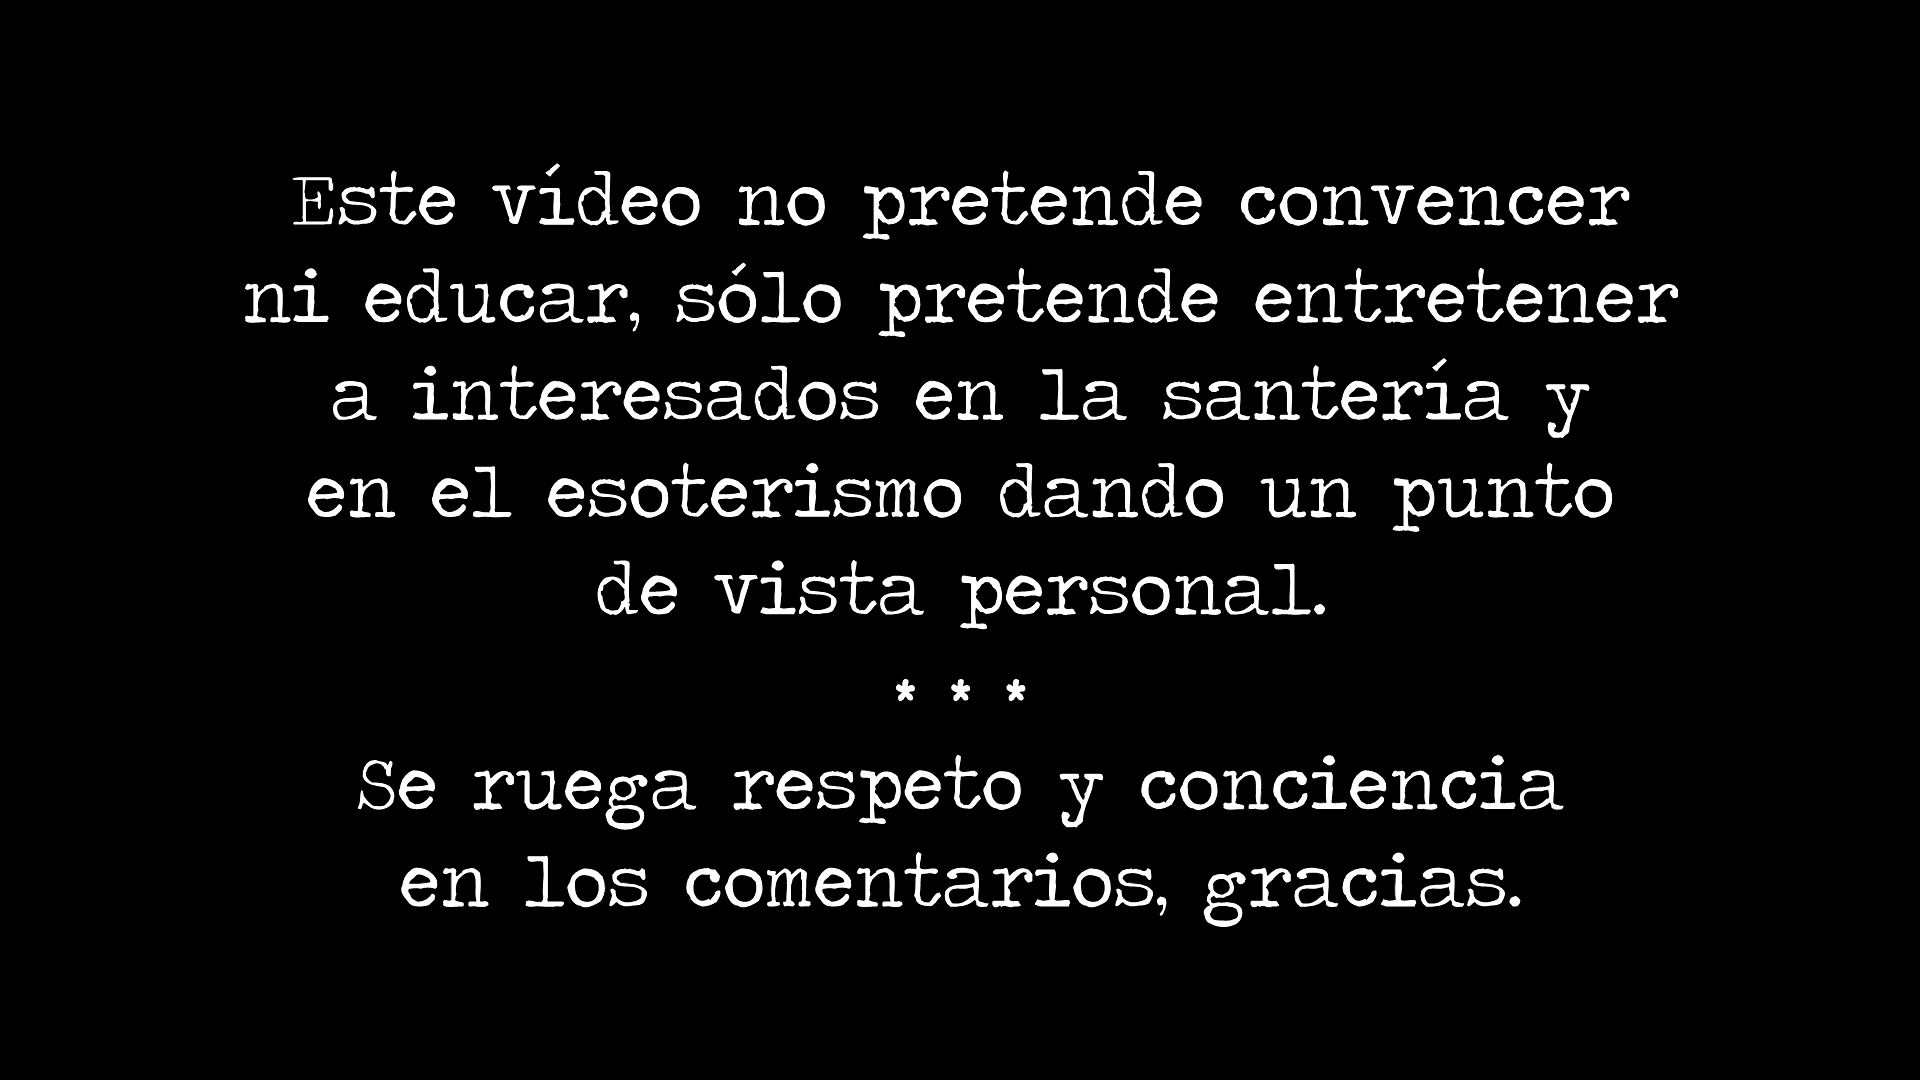 Este vídeo no pretende convencer
ni educar, sólo pretende entretener
a interesados en la santería y
en el esoterismo dando un punto
de vista personal.
* * *
Se ruega respeto y conciencia
en los comentarios, gracias.